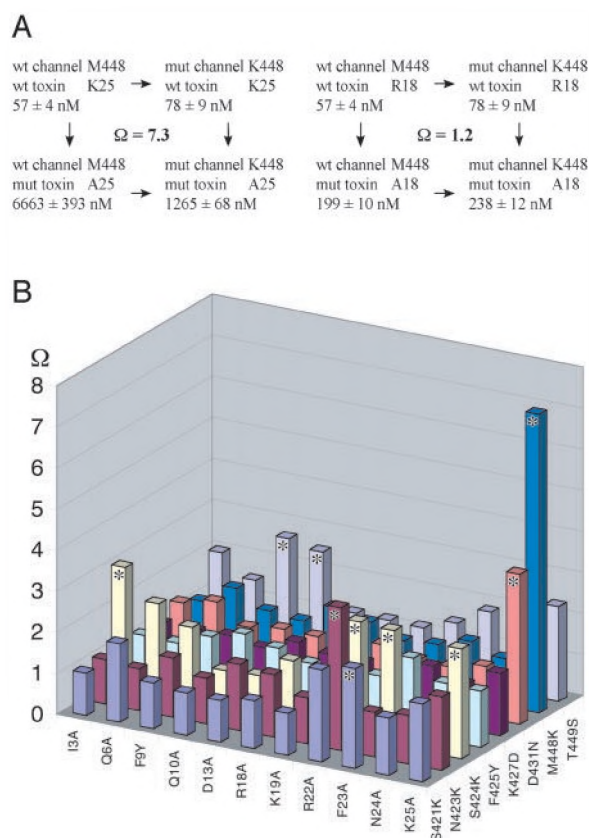 A
wt channel M448 → mut channel K448
wt toxin K25 wt toxin K25
57 ± 4 nM 78 ± 9 nM
Ω = 7.3
wt channel M448 → mut channel K448
mut toxin A25 mut toxin A25
6663 ± 393 nM 1265 ± 68 nM
wt channel M448 → mut channel K448
wt toxin R18 wt toxin R18
57 ± 4 nM 78 ± 9 nM
Ω = 1.2
wt channel M448 → mut channel K448
mut toxin A18 mut toxin A18
199 ± 10 nM 238 ± 12 nM
B
Ω
8
7
6
5
4
3
2
1
0
I3A
Q6A
F9Y
Q10A
D13A
R18A
K19A
R22A
F23A
N24A
K25A
S421K
N423K
S424K
F425Y
K427D
D431N
M448K
T449S